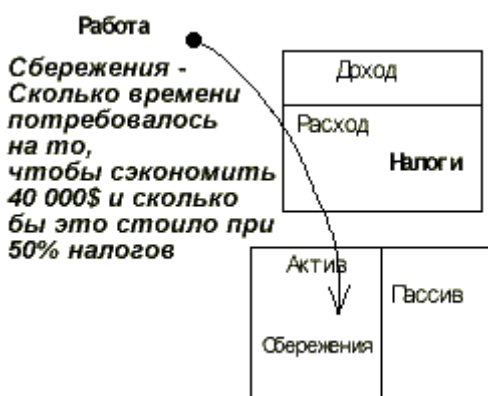 Работа
Сбережения -
Сколько времени
потребовалось
на то,
чтобы сэкономить
40 000$ и сколько
бы это стоило при
50% налогов
Доход
Расход
Налоги
Актив
Пассив
Сбережения